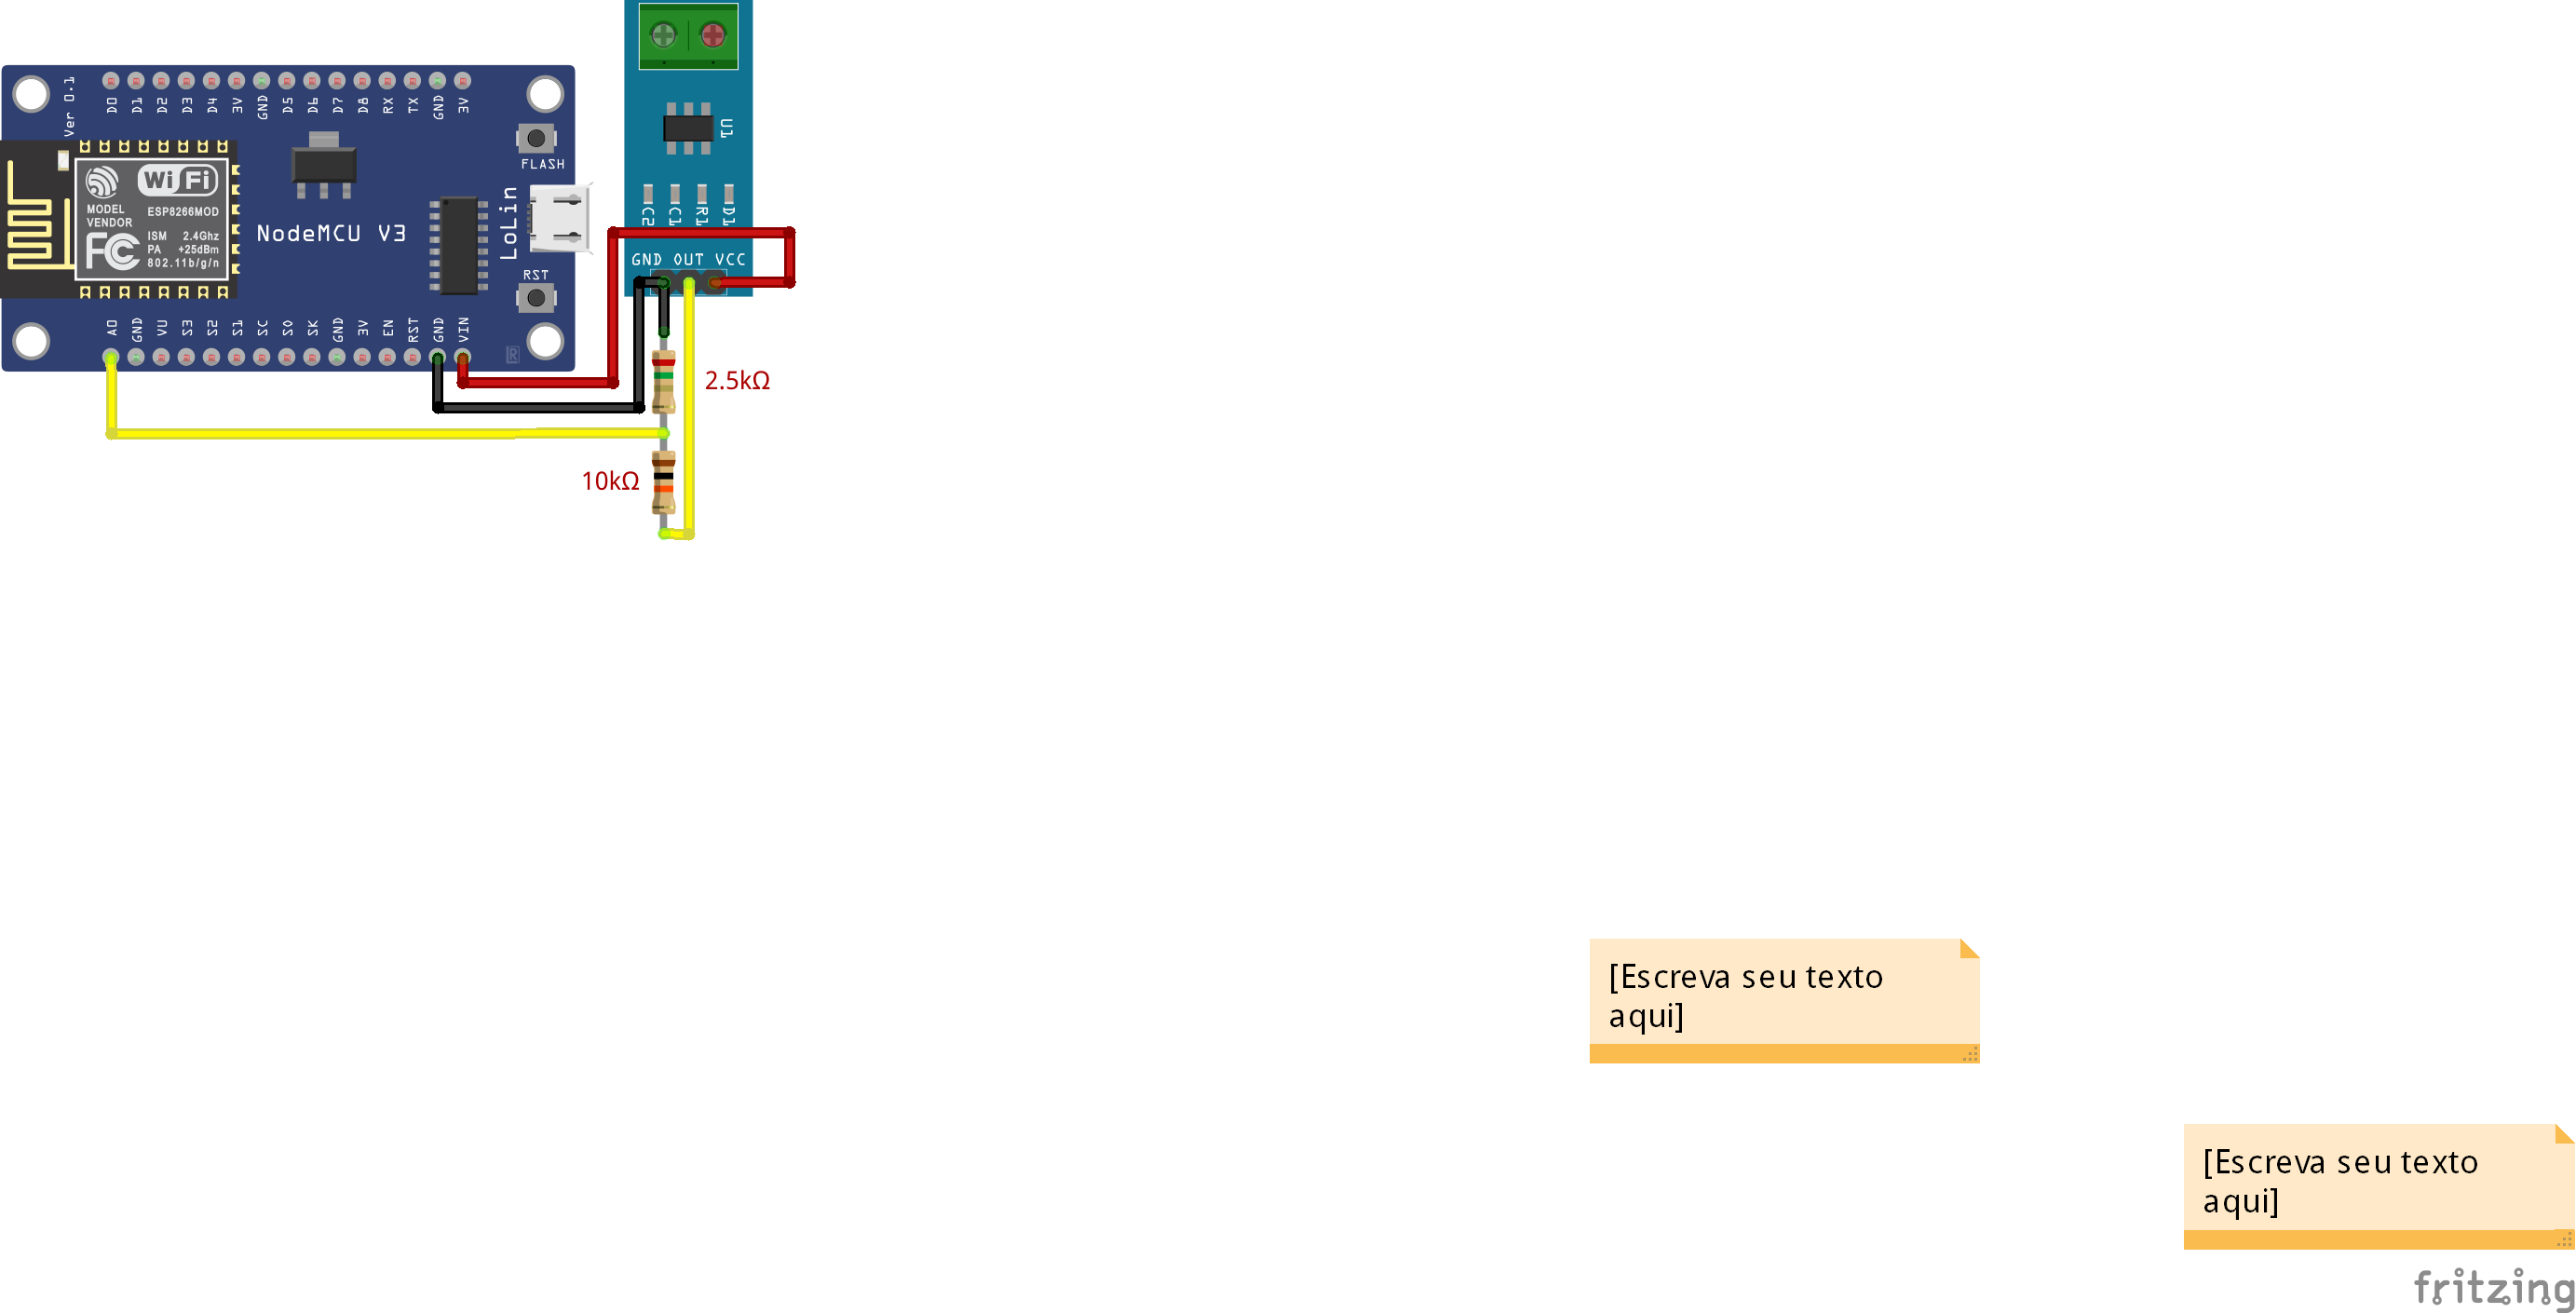 Ver 0.1
D0 D1 D2 D3 D4 3V GND D5 D6 D7 D8 RX TX GND 3V
FLASH
WiFi
MODEL
VENDOR
ESP8266MOD
FC
ISM 2.4Ghz
PA +25dBm
802.11b/g/n
NodeMCU V3
LoLin
RST
A0 GND VU S3 S2 S1 SC S0 SK GND 3V EN RST GND VIN
R
U1
C2 C1 R1 D1
GND OUT VCC
2.5kΩ
10kΩ
[Escreva seu texto
aqui]
[Escreva seu texto
aqui]
fritzing